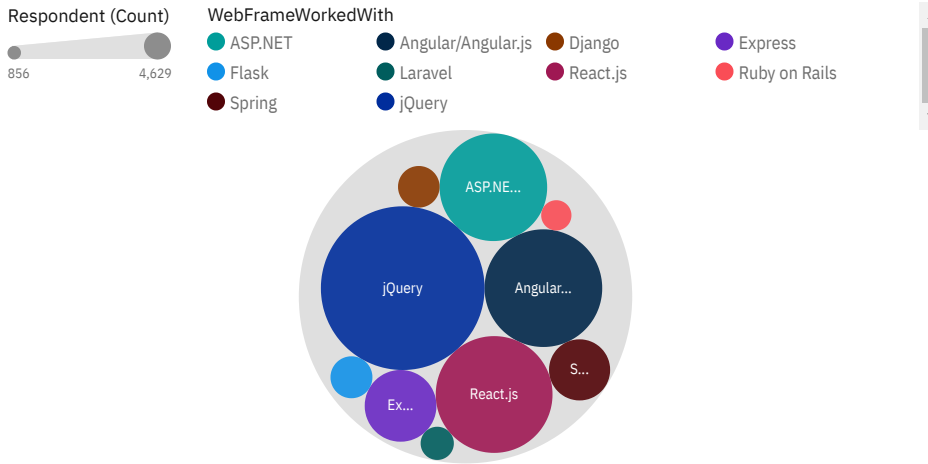 Respondent (Count)
856 4,629
WebFrameWorkedWith
ASP.NET Angular/Angular.js Django Express
Flask Laravel React.js Ruby on Rails
Spring jQuery
ASP.NE...
jQuery
Angular...
S...
React.js
Ex...